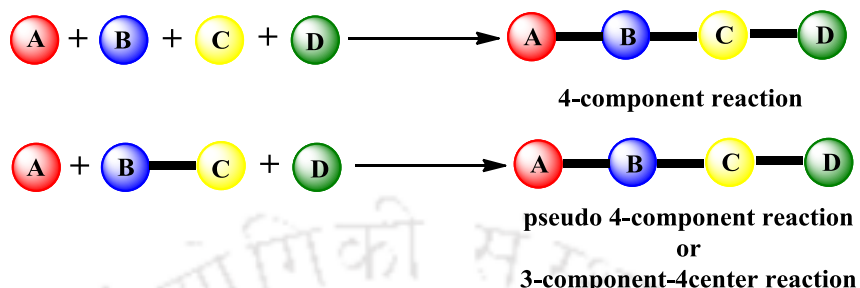 A + B + C + D A B C D
4-component reaction
A + B C + D A B C D
pseudo 4-component reaction
or
3-component-4center reaction